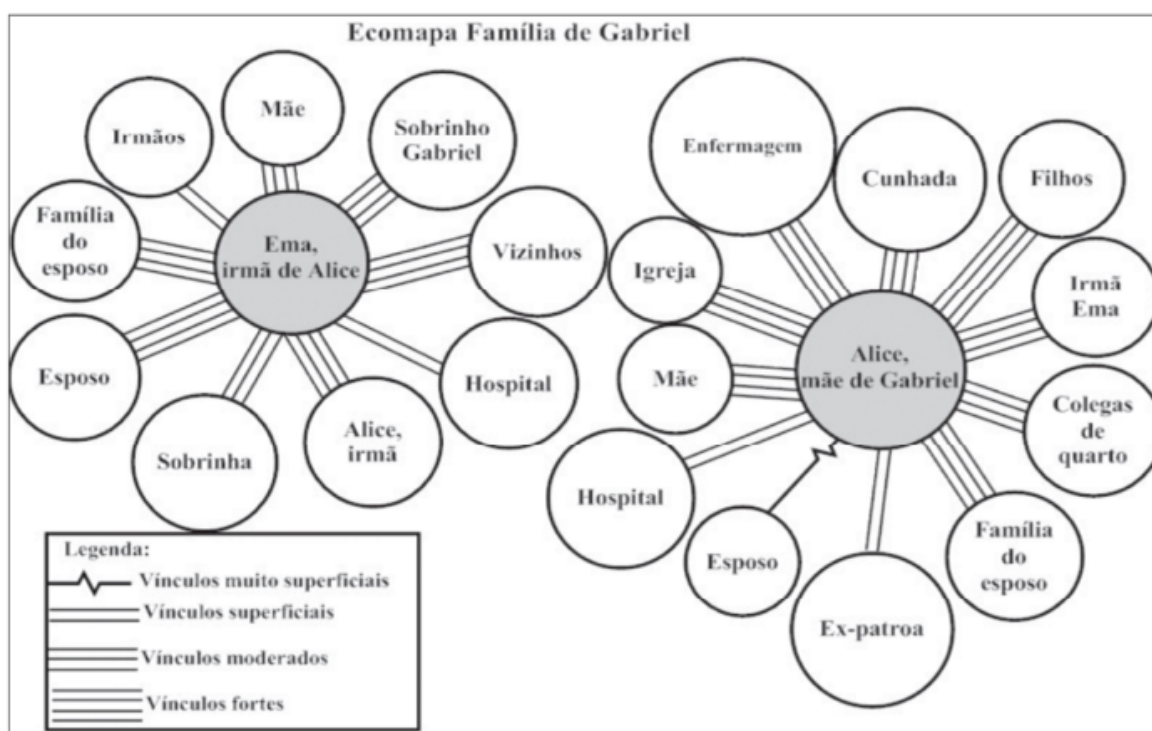 Ecomapa Família de Gabriel
Irmãos
Mãe
Sobrinho
Gabriel
Família
do
esposo
Ema,
irmã de Alice
Vizinhos
Esposo
Hospital
Sobrinha
Alice,
irmã
Enfermagem
Cunhada
Filhos
Igreja
Irmã
Ema
Mãe
Alice,
mãe de Gabriel
Colegas
de
quarto
Hospital
Esposo
Família
do
esposo
Ex-patroa
Legenda:
Vínculos muito superficiais
Vínculos superficiais
Vínculos moderados
Vínculos fortes